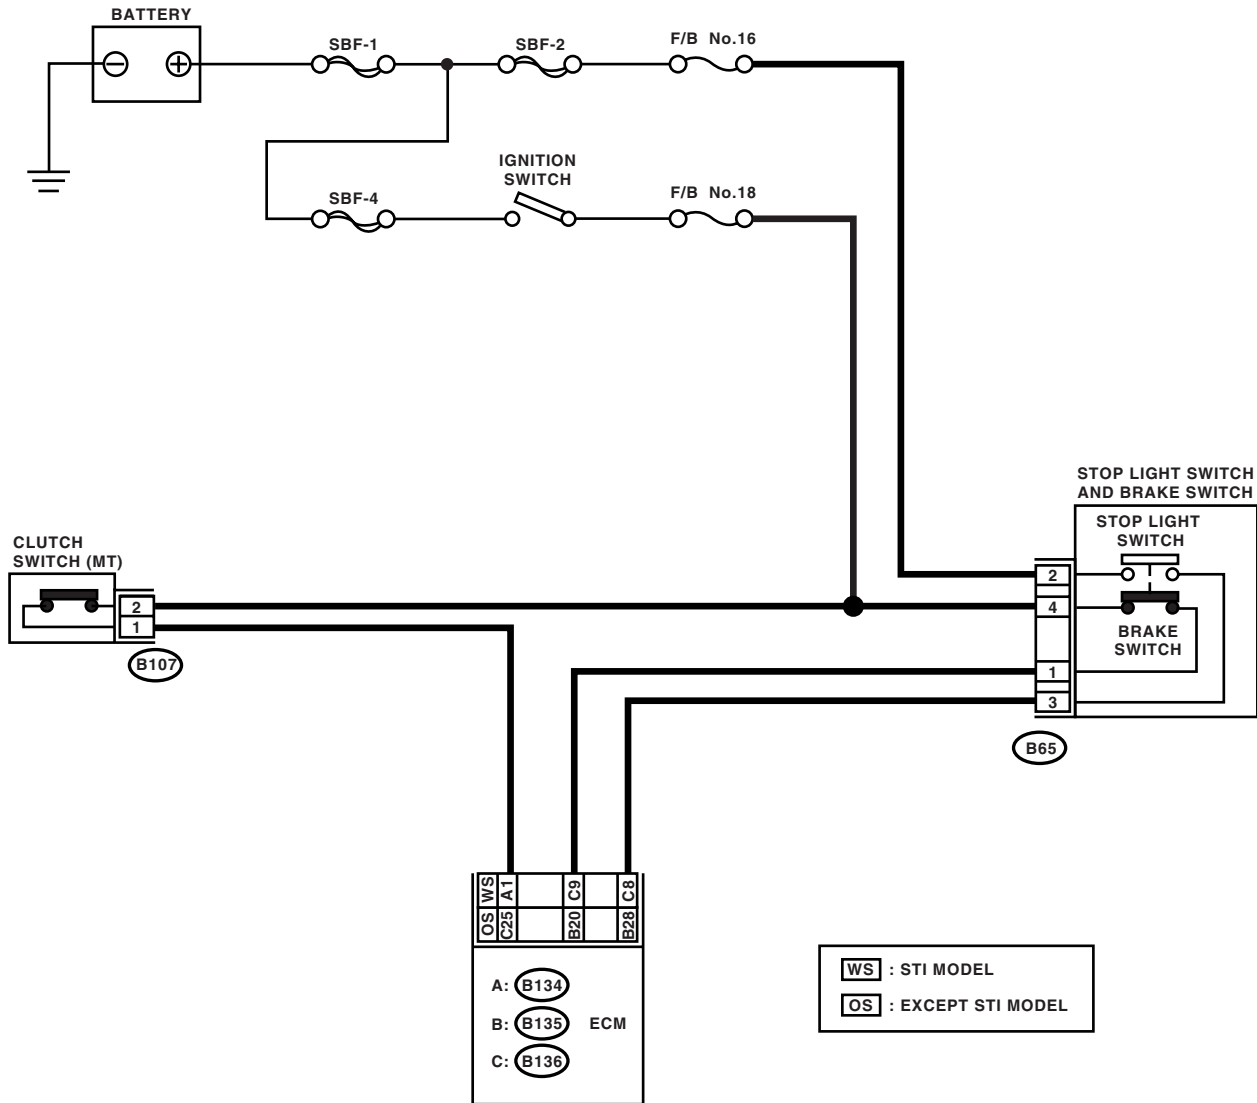 BATTERY
SBF-1
SBF-2
F/B No.16
IGNITION
SWITCH
SBF-4
F/B No.18
STOP LIGHT SWITCH
AND BRAKE SWITCH
STOP LIGHT
SWITCH
BRAKE
SWITCH
2
4
1
3
B65
CLUTCH
SWITCH (MT)
2
1
B107
WS A1 C9 C8
OS C25 B20 B28
A: B134
B: B135 ECM
C: B136
WS : STI MODEL
OS : EXCEPT STI MODEL